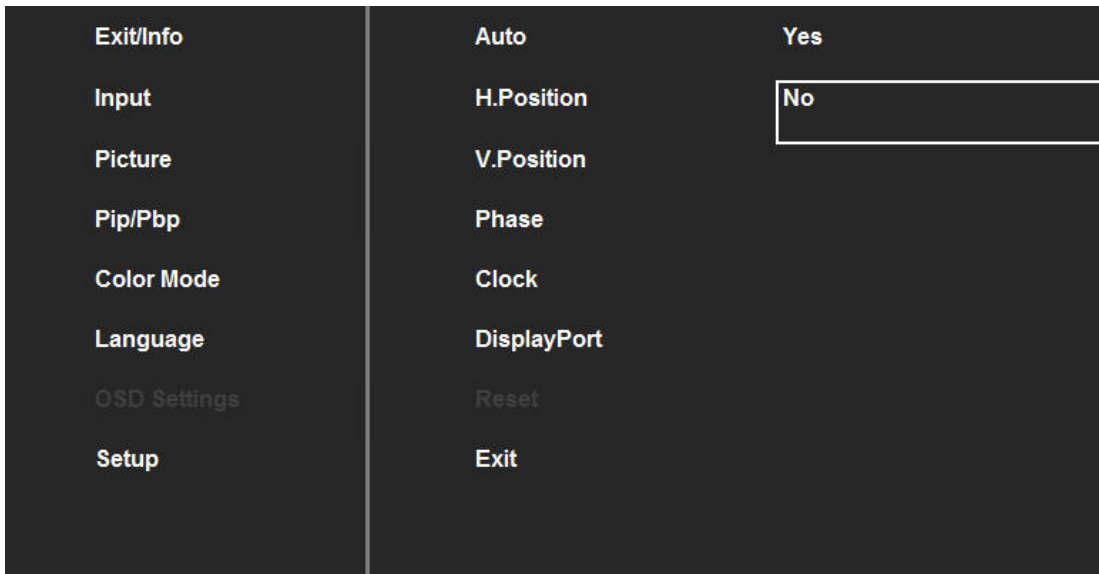 Exit/Info
Input
Picture
Pip/Pbp
Color Mode
Language
OSD Settings
Setup
Auto
H.Position
V.Position
Phase
Clock
DisplayPort
Reset
Exit
Yes
No